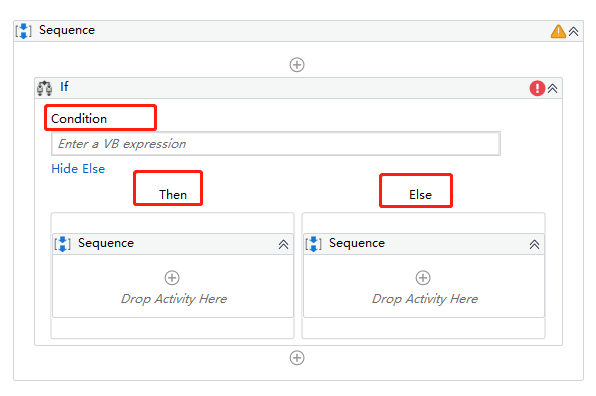 Sequence
If
Condition
Enter a VB expression
Hide Else
Then Else
Sequence Sequence
Drop Activity Here Drop Activity Here